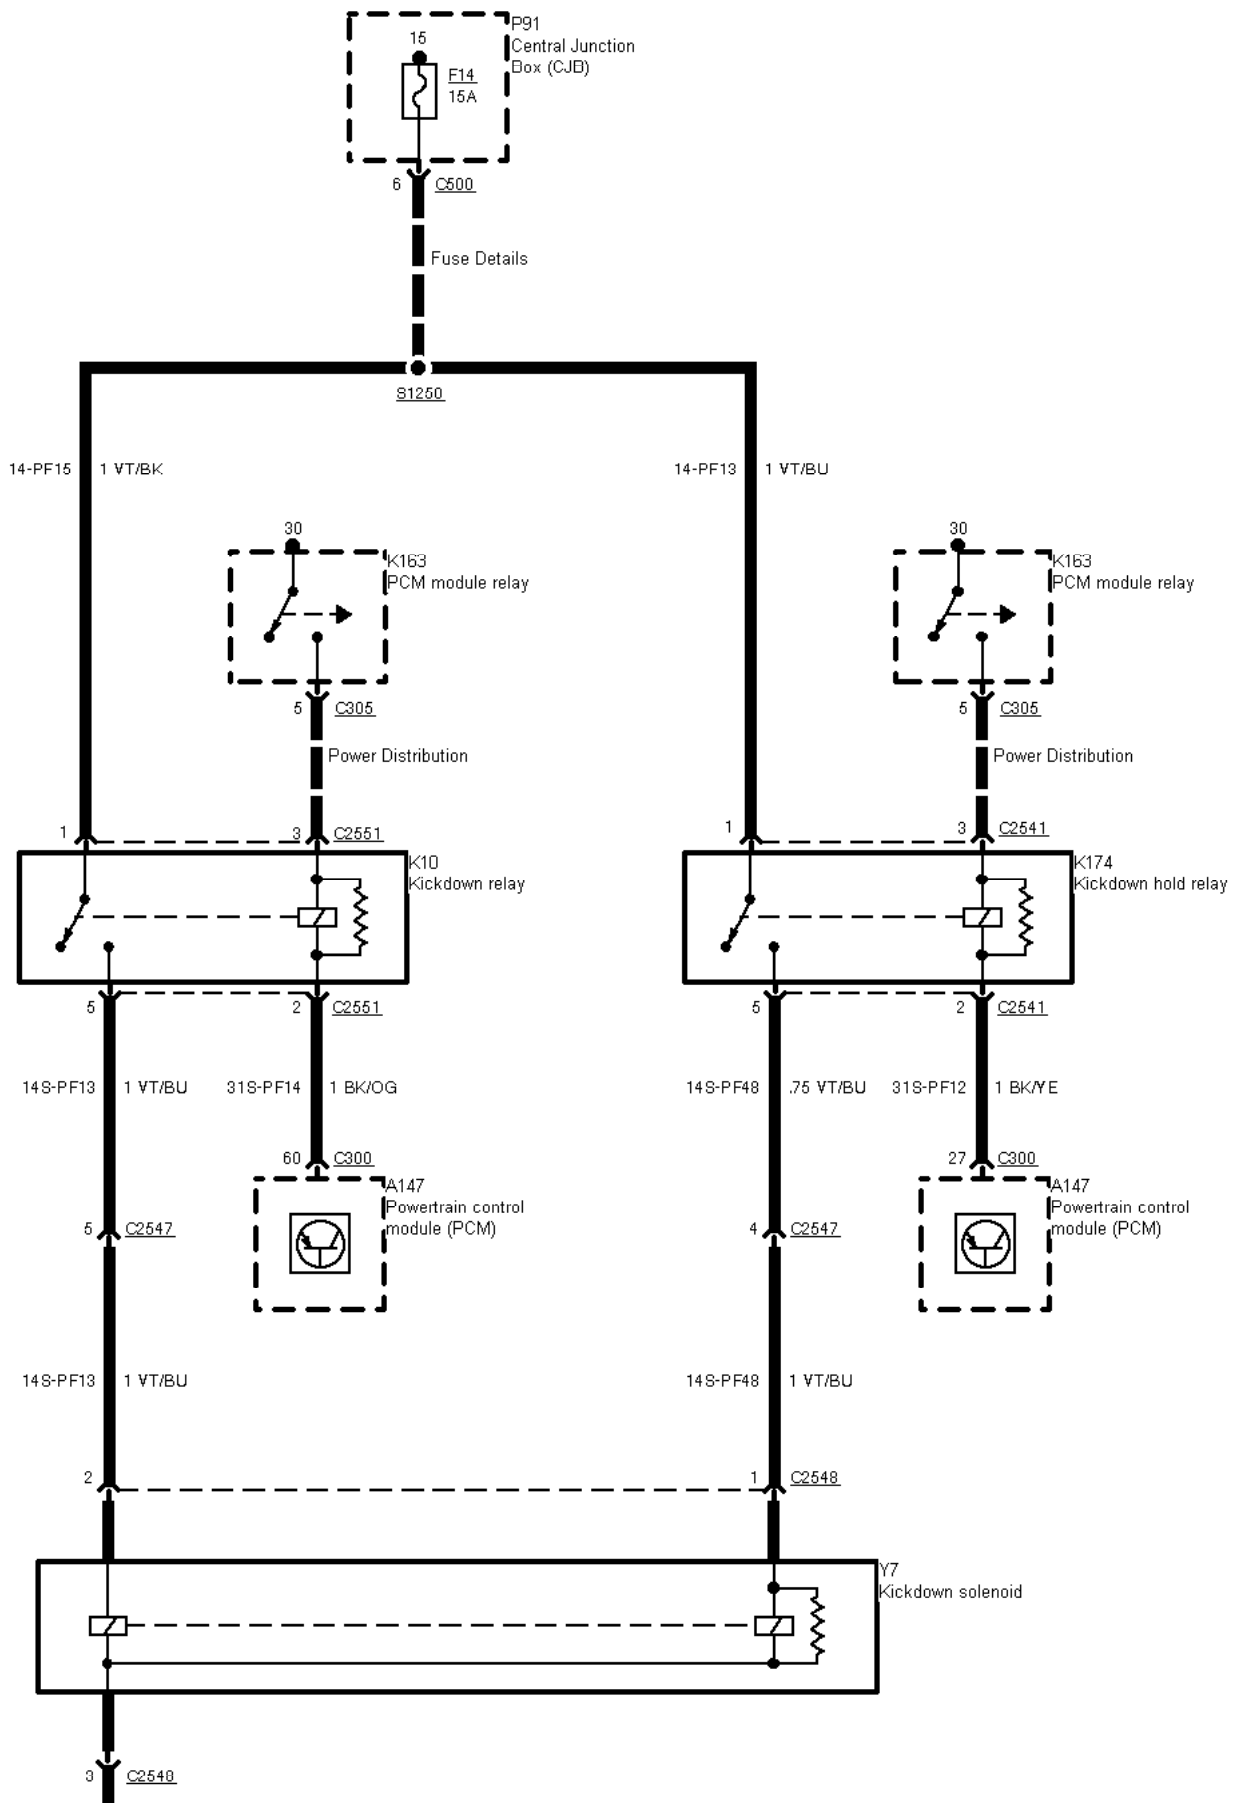 P91
Central Junction
Box (CJB)
15
F14
15A
6 C500
Fuse Details
S1250
14-PF15 1 VT/BK
14-PF13 1 VT/BU
30
K163
PCM module relay
30
K163
PCM module relay
5 C305
5 C305
Power Distribution
Power Distribution
1 3 C2551
1 3 C2541
K10
Kickdown relay
K174
Kickdown hold relay
5 2 C2551
5 2 C2541
14S-PF13 1 VT/BU 31S-PF14 1 BK/OG
14S-PF48 .75 VT/BU 31S-PF12 1 BK/YE
60 C300
27 C300
A147
Powertrain control
module (PCM)
A147
Powertrain control
module (PCM)
5 C2547
4 C2547
14S-PF13 1 VT/BU
14S-PF48 1 VT/BU
2
1 C2548
Y7
Kickdown solenoid
3 C2548